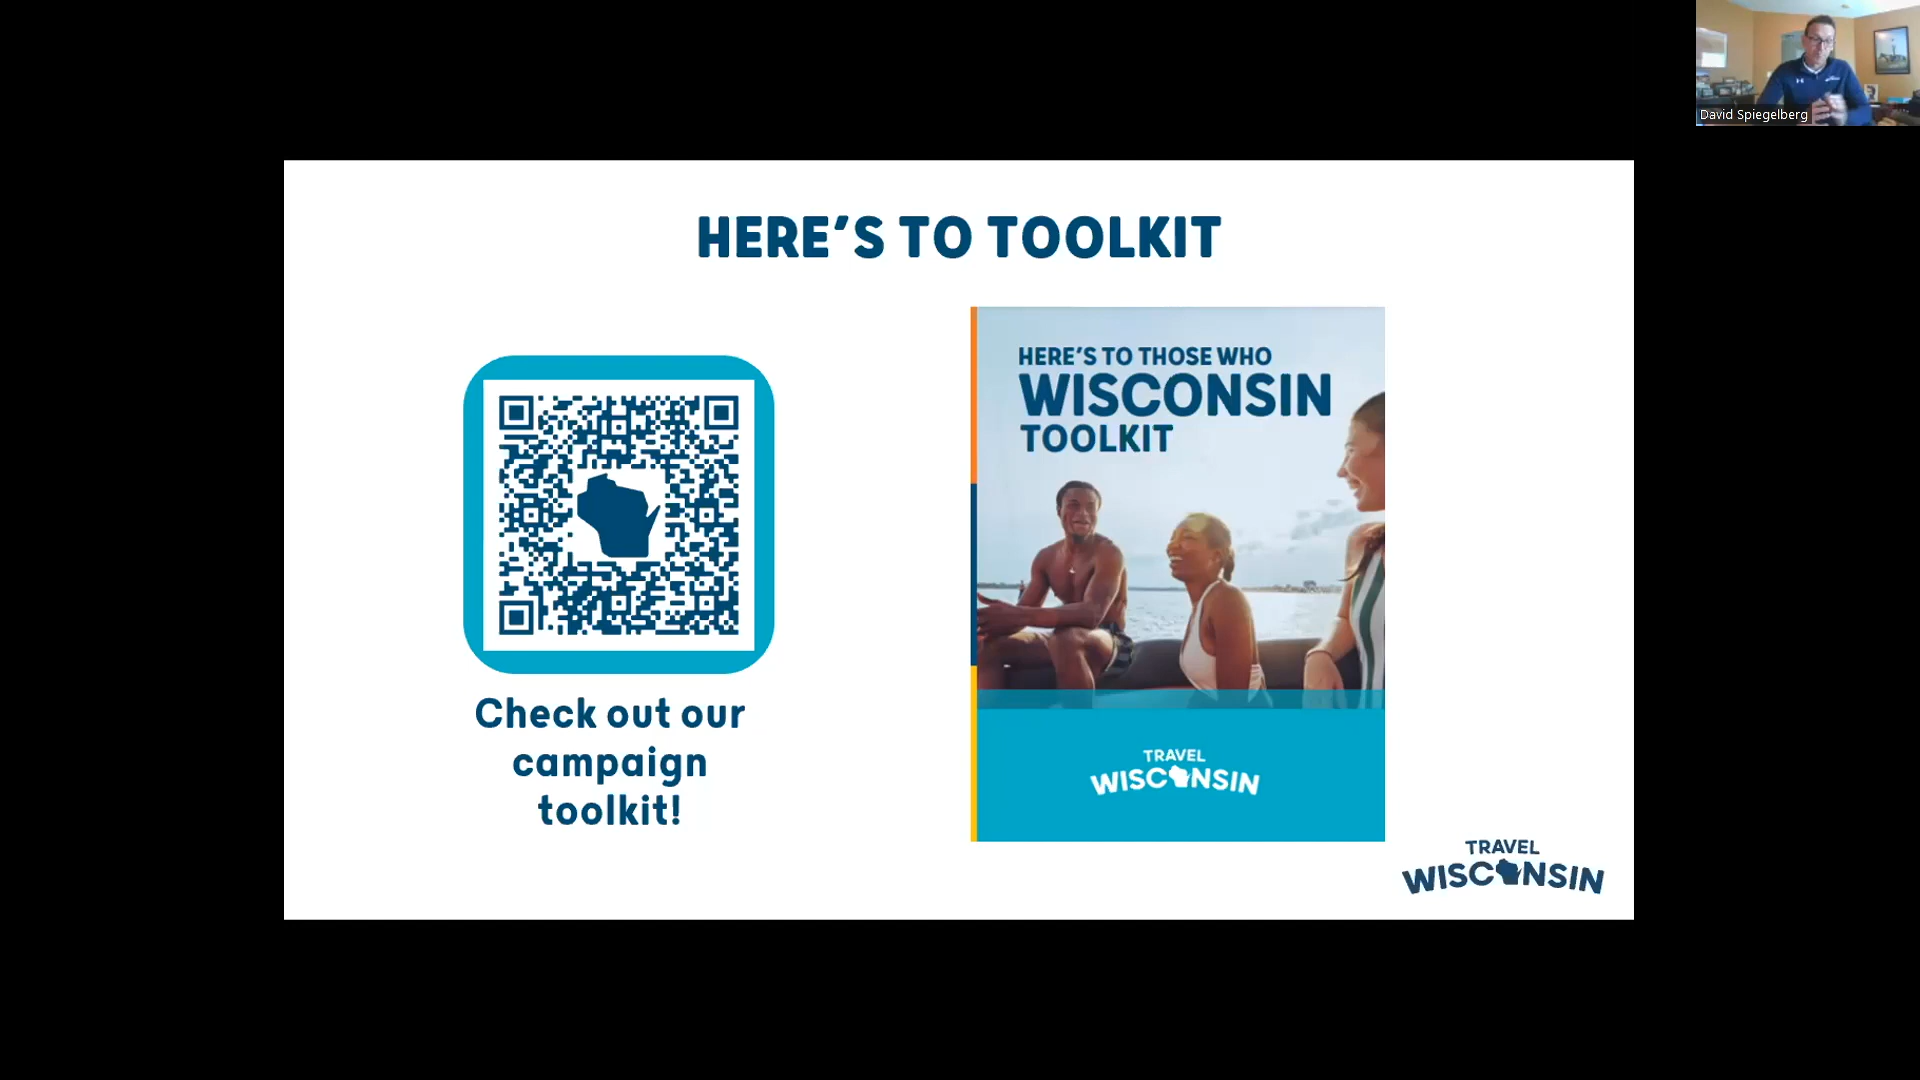 David Spiegelberg
HERE'S TO TOOLKIT
Check out our
campaign
toolkit!
HERE'S TO THOSE WHO
WISCONSIN
TOOLKIT
TRAVEL
WISCONSIN
TRAVEL
WISCONSIN